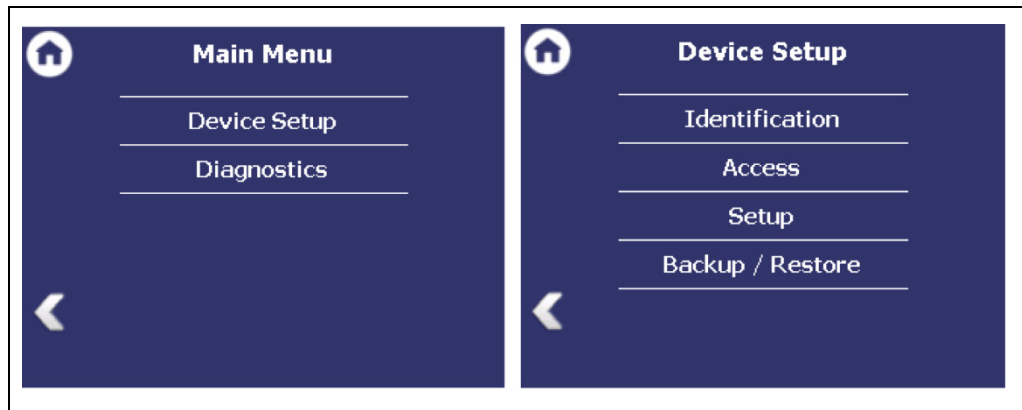 Main Menu
Device Setup
Diagnostics
Device Setup
Identification
Access
Setup
Backup / Restore